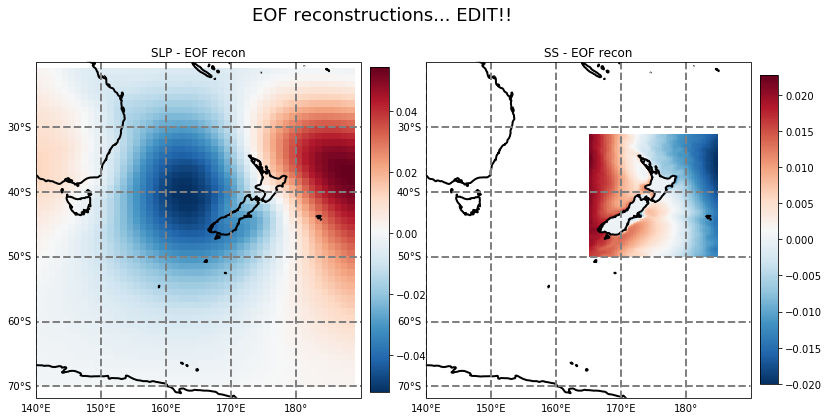 EOF reconstructions... EDIT!!
SLP - EOF recon
30°S
40°S
50°S
60°S
70°S
140°E
150°E
160°E
170°E
180°
0.04
0.02
0.00
−0.02
−0.04
SS - EOF recon
30°S
40°S
50°S
60°S
70°S
140°E
150°E
160°E
170°E
180°
0.020
0.015
0.010
0.005
0.000
−0.005
−0.010
−0.015
−0.020